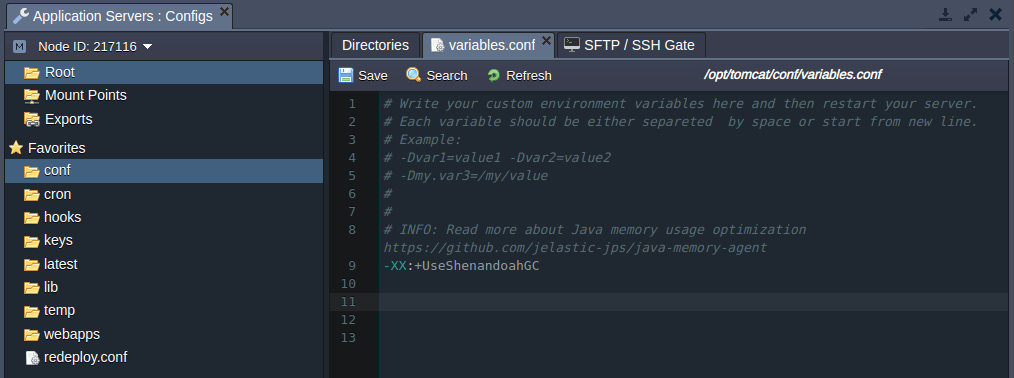 Application Servers : Configs
M Node ID: 217116
Root
Mount Points
Exports
Favorites
conf
cron
hooks
keys
latest
lib
temp
webapps
redeploy.conf
Directories variables.conf SFTP / SSH Gate
Save Search Refresh /opt/tomcat/conf/variables.conf
1 # Write your custom environment variables here and then restart your server.
2 # Each variable should be either separeted  by space or start from new line.
3 # Example:
4 # -Dvar1=value1 -Dvar2=value2
5 # -Dmy.var3=/my/value
6 #
7 #
8 # INFO: Read more about Java memory usage optimization
https://github.com/jelastic-jps/java-memory-agent
9 -XX:+UseShenandoahGC
10
11
12
13